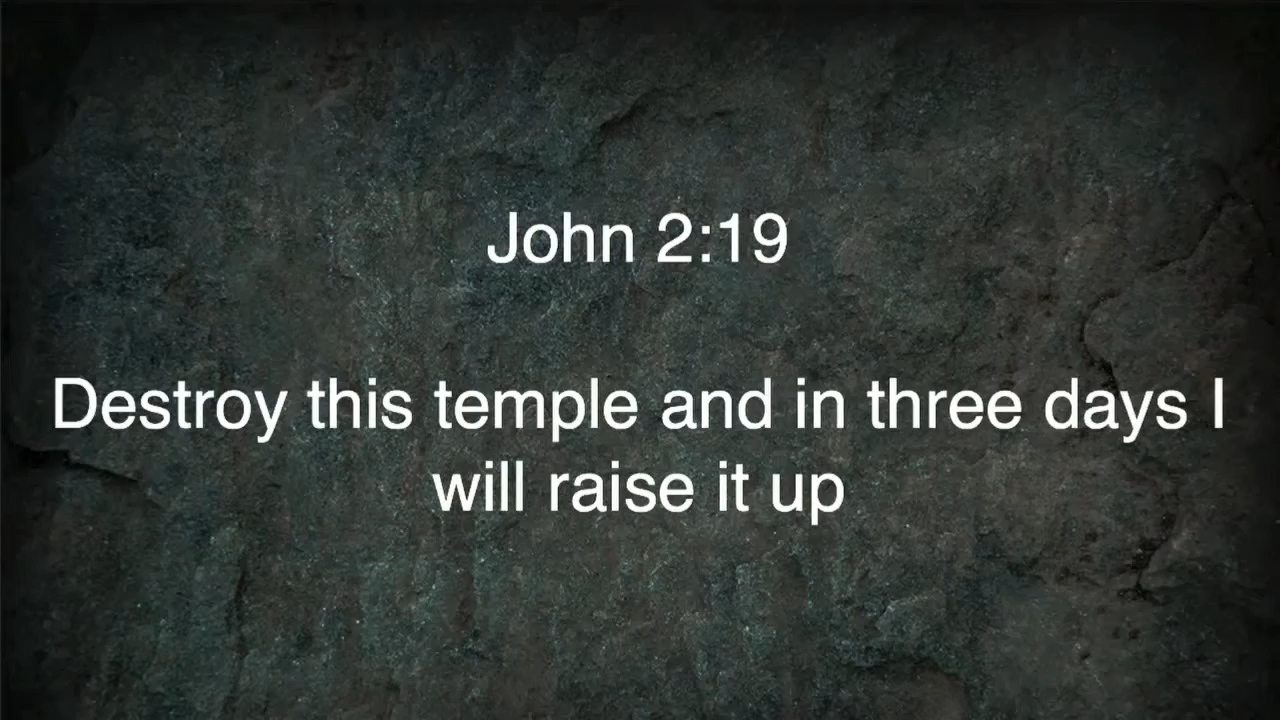 John 2:19
Destroy this temple and in three days I
will raise it up